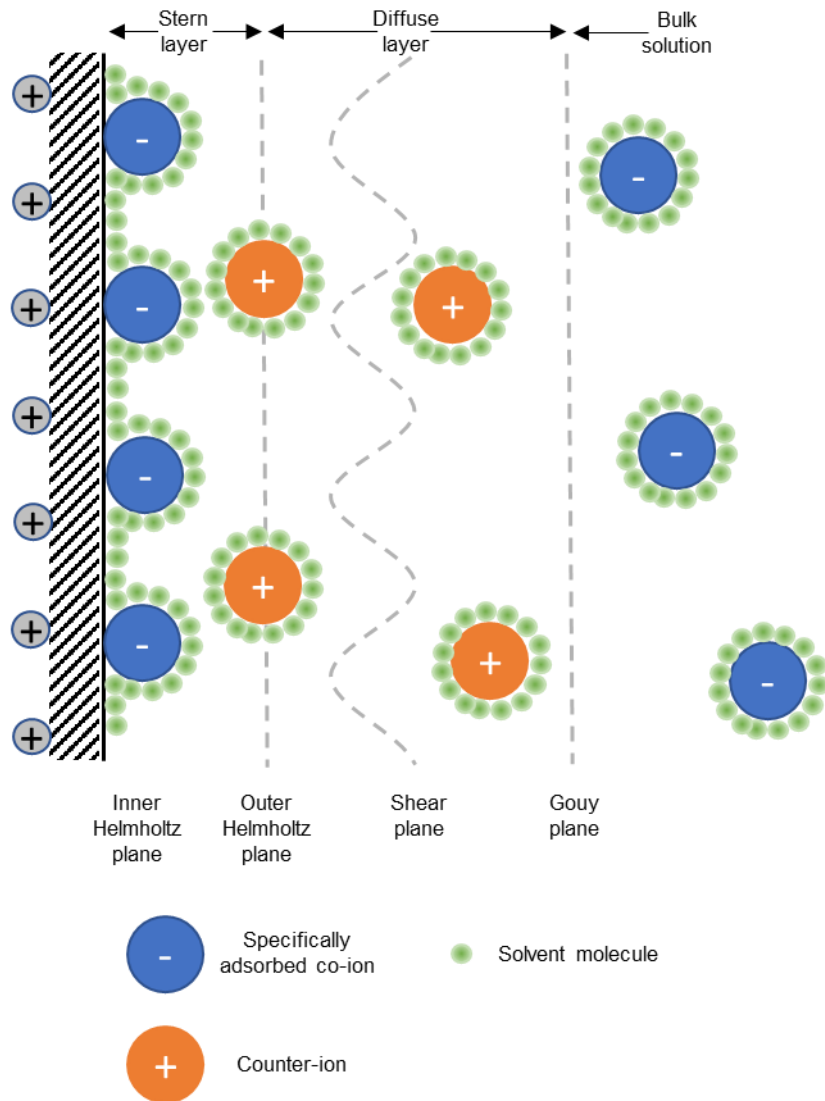 Stern
layer
Diffuse
layer
Bulk
solution
+
-
-
+
+
+
-
+
+
+
-
-
+
+
+
-
+
-
+
Inner
Helmholtz
plane
Outer
Helmholtz
plane
Shear
plane
Gouy
plane
-
Specifically
adsorbed co-ion
Solvent molecule
+
Counter-ion